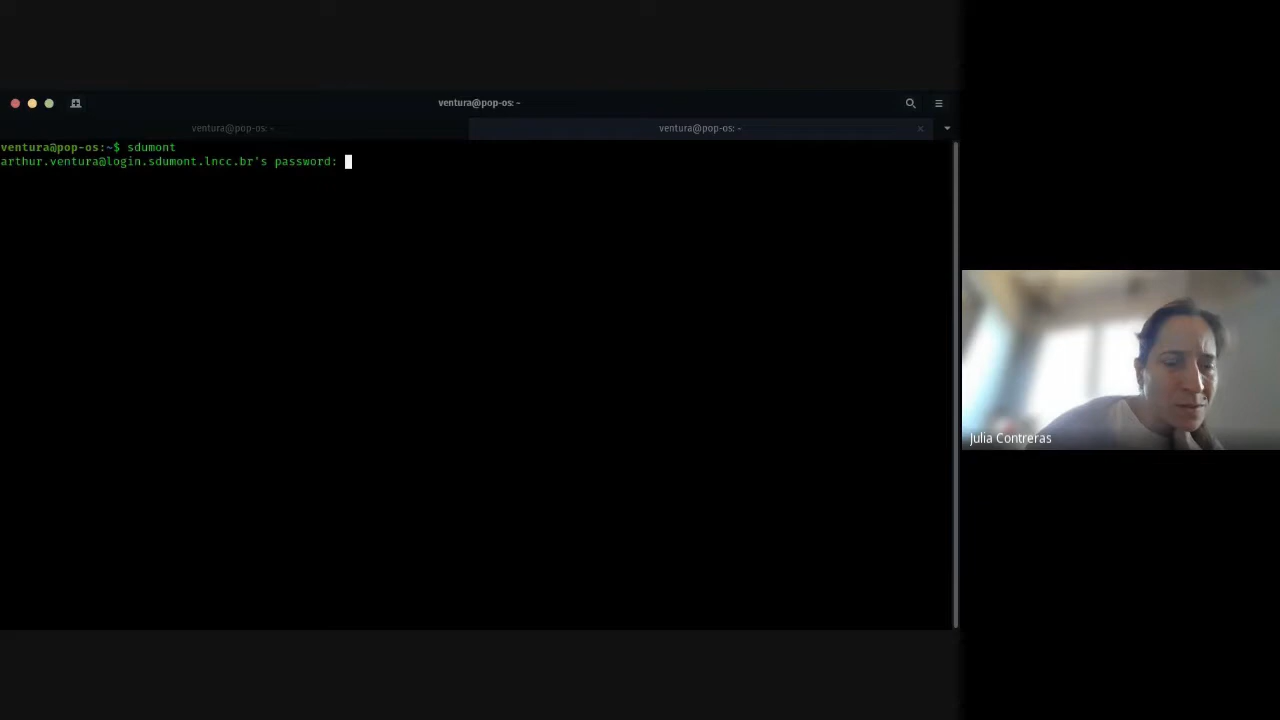 ventura@pop-os: ~
ventura@pop-os: ~
ventura@pop-os: ~
ventura@pop-os:~$ sdumont
arthur.ventura@login.sdumont.lncc.br's password:
Julia Contreras